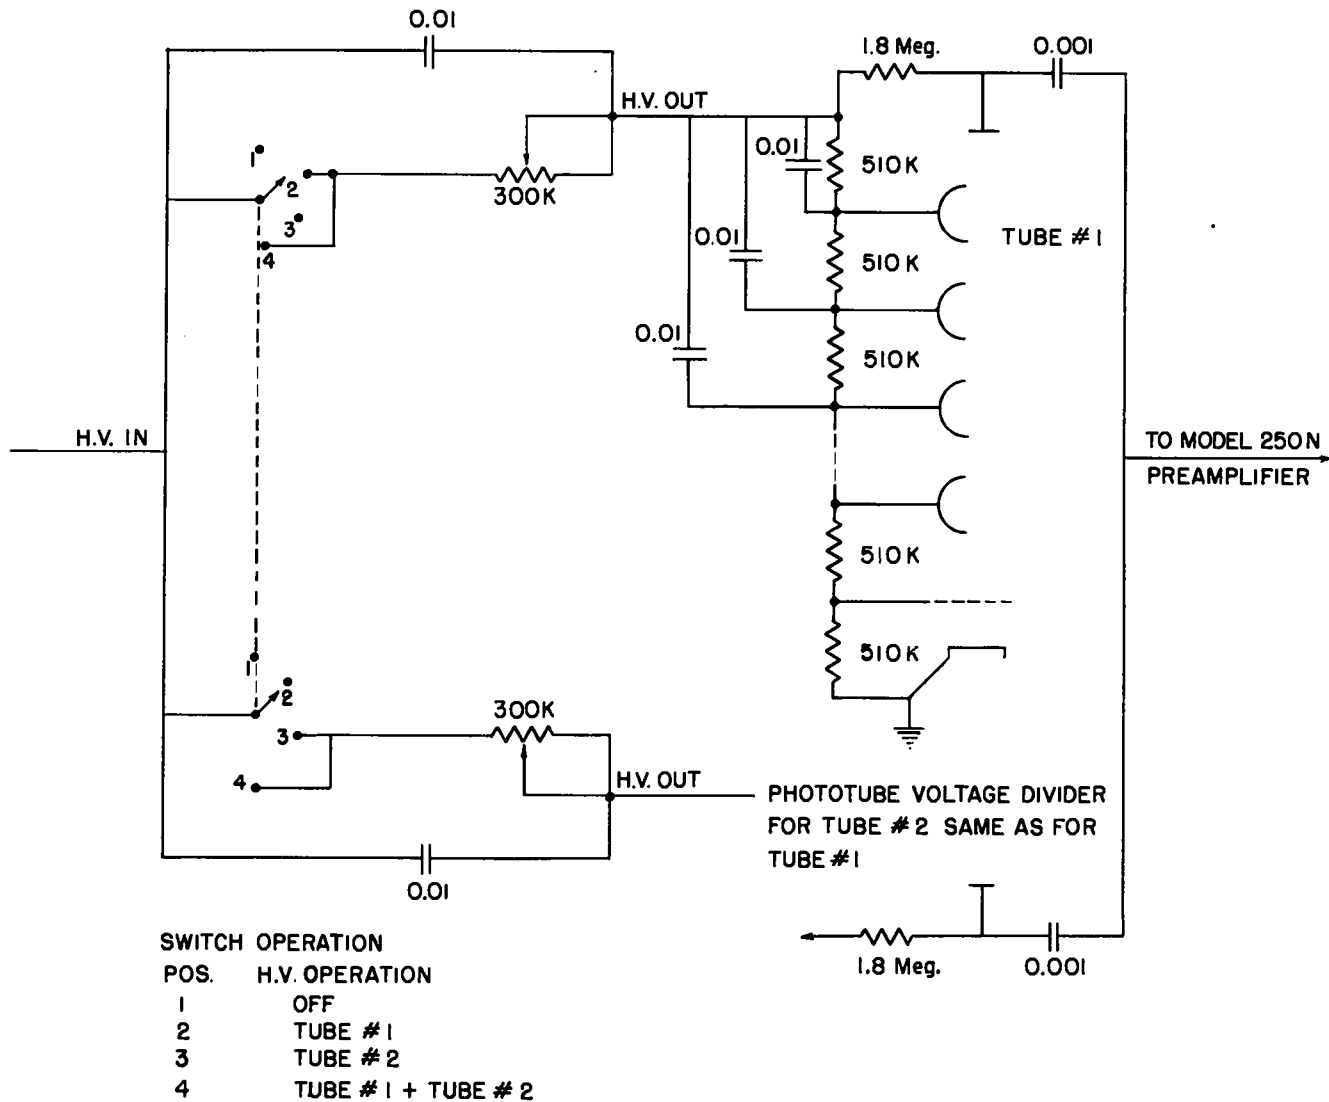 0.01
1.8 Meg.
0.001
H.V. OUT
0.01
510K
1
2
300K
3
4
TUBE #1
0.01
510K
0.01
510K
H.V. IN
TO MODEL 250N
PREAMPLIFIER
510K
510K
1
2
300K
3
4
H.V. OUT
PHOTOTUBE VOLTAGE DIVIDER
FOR TUBE #2 SAME AS FOR
TUBE #1
0.01
1.8 Meg.
0.001
SWITCH OPERATION
POS. H.V. OPERATION
1 OFF
2 TUBE #1
3 TUBE #2
4 TUBE #1 + TUBE #2